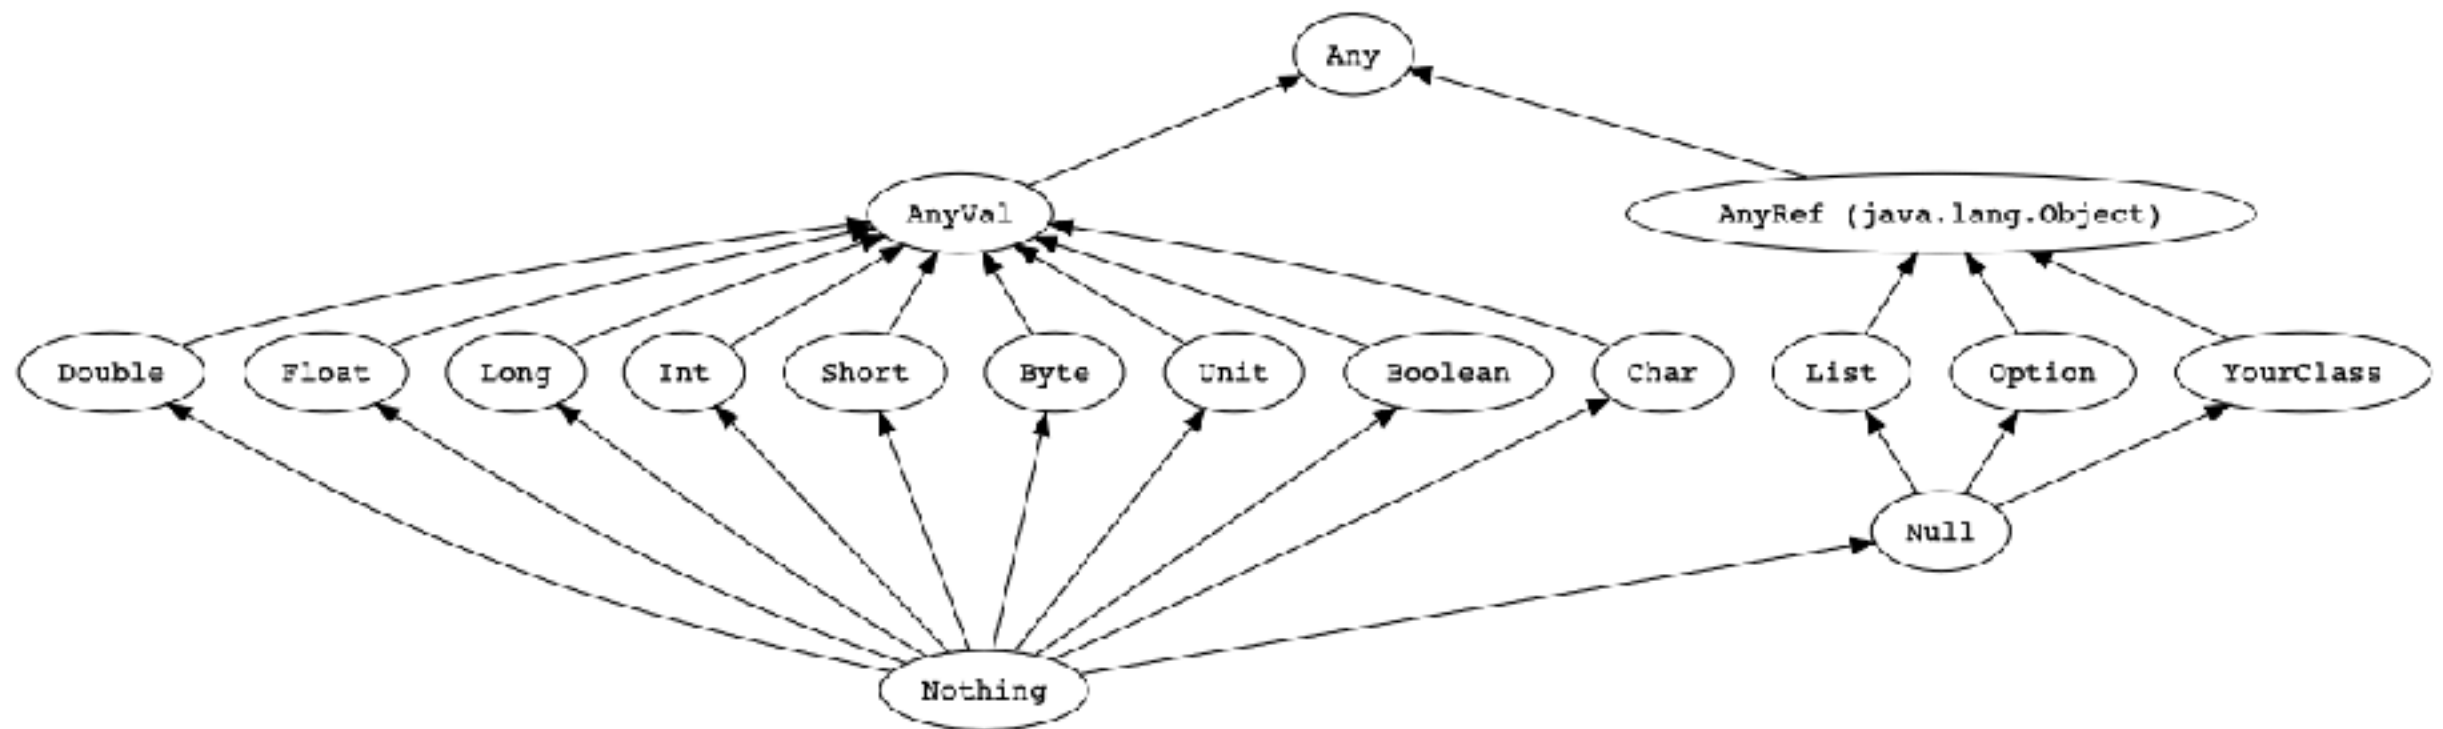 Any
AnyVal
AnyRef (java.lang.Object)
Double
Float
Long
Int
Short
Byte
Unit
Boolean
Char
List
Option
YourClass
Null
Nothing